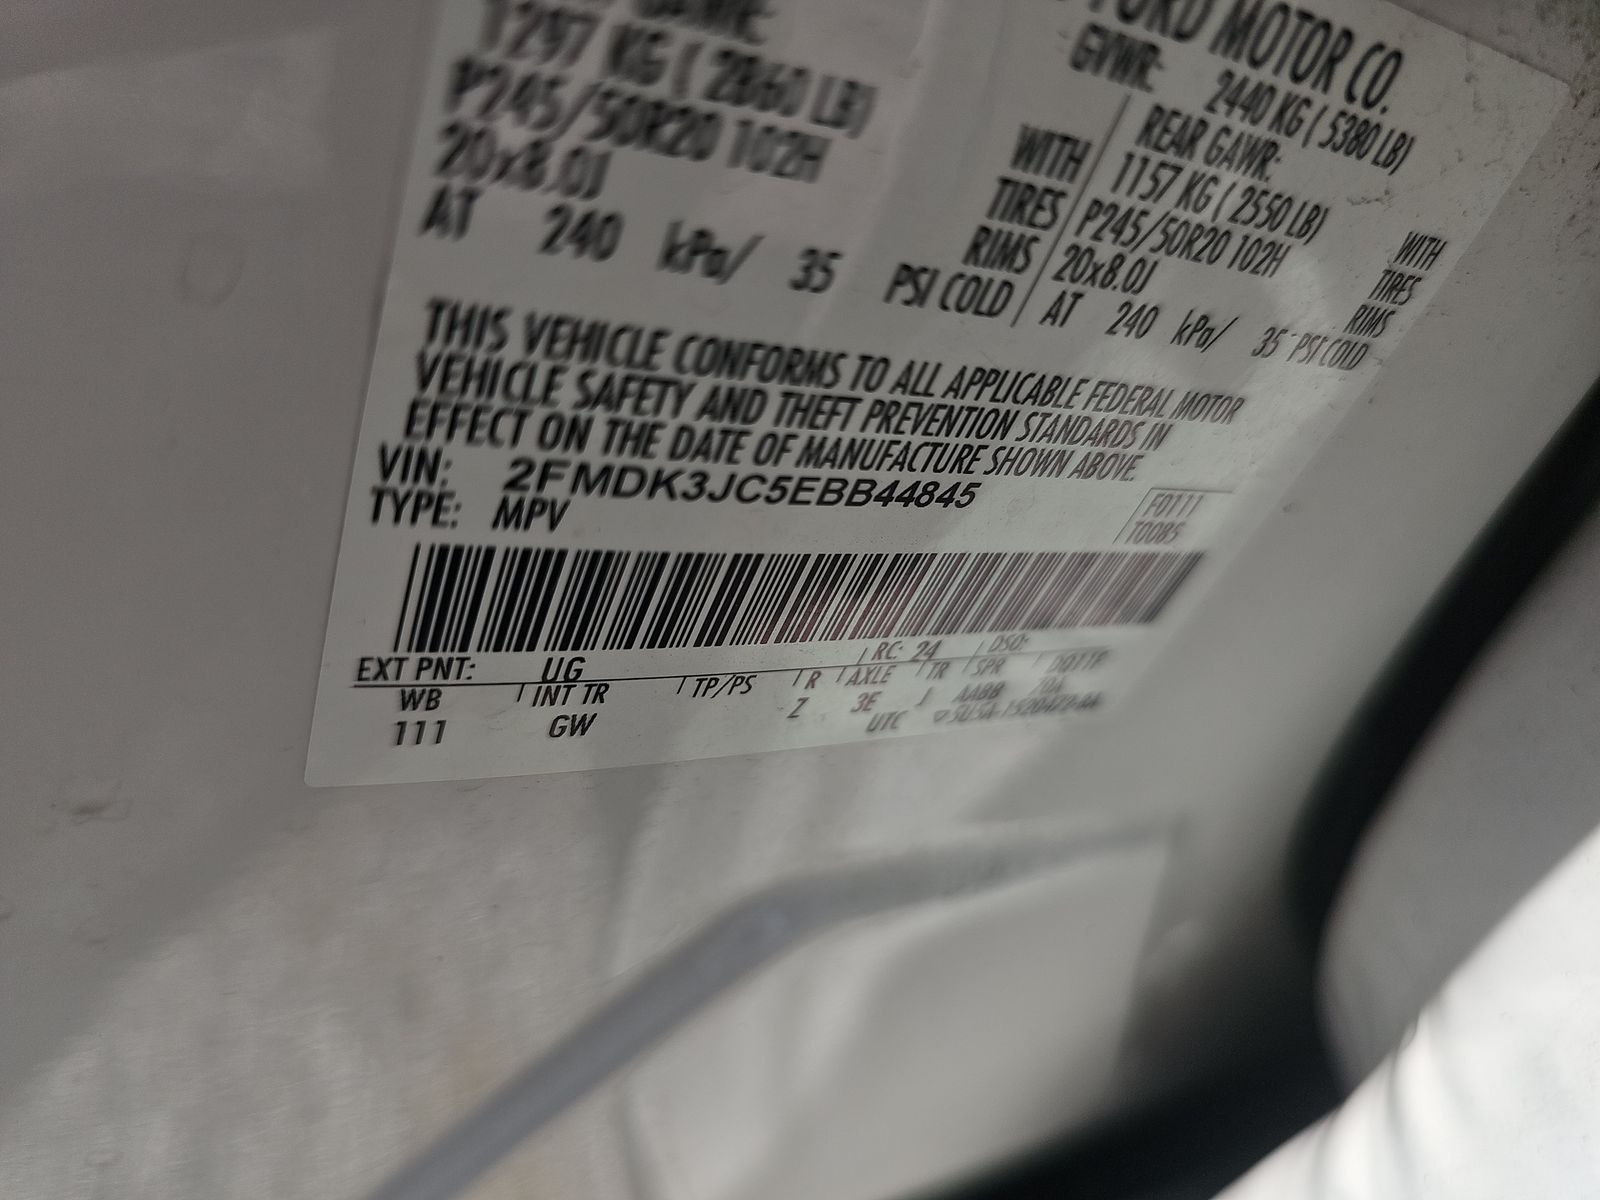 FORD MOTOR CO.
GAWR:
GVWR: 2440 KG ( 5380 LB)
1297 KG ( 2860 LB) WITH
REAR GAWR:
P245/50R20 102H TIRES
1157 KG ( 2550 LB) WITH
20x8.0J RIMS
P245/50R20 102H TIRES
AT 240 kPa/ 35 PSI COLD
20x8.0J RIMS
AT 240 kPa/ 35 PSI COLD
THIS VEHICLE CONFORMS TO ALL APPLICABLE FEDERAL MOTOR
VEHICLE SAFETY AND THEFT PREVENTION STANDARDS IN
EFFECT ON THE DATE OF MANUFACTURE SHOWN ABOVE.
VIN: 2FMDK3JC5EBB44845
TYPE: MPV
F0111
T0085
EXT PNT: UG RC: 24 DSO:
WB INT TR TP/PS R AXLE TR SPR
111 GW Z 3E J AABB
UTC